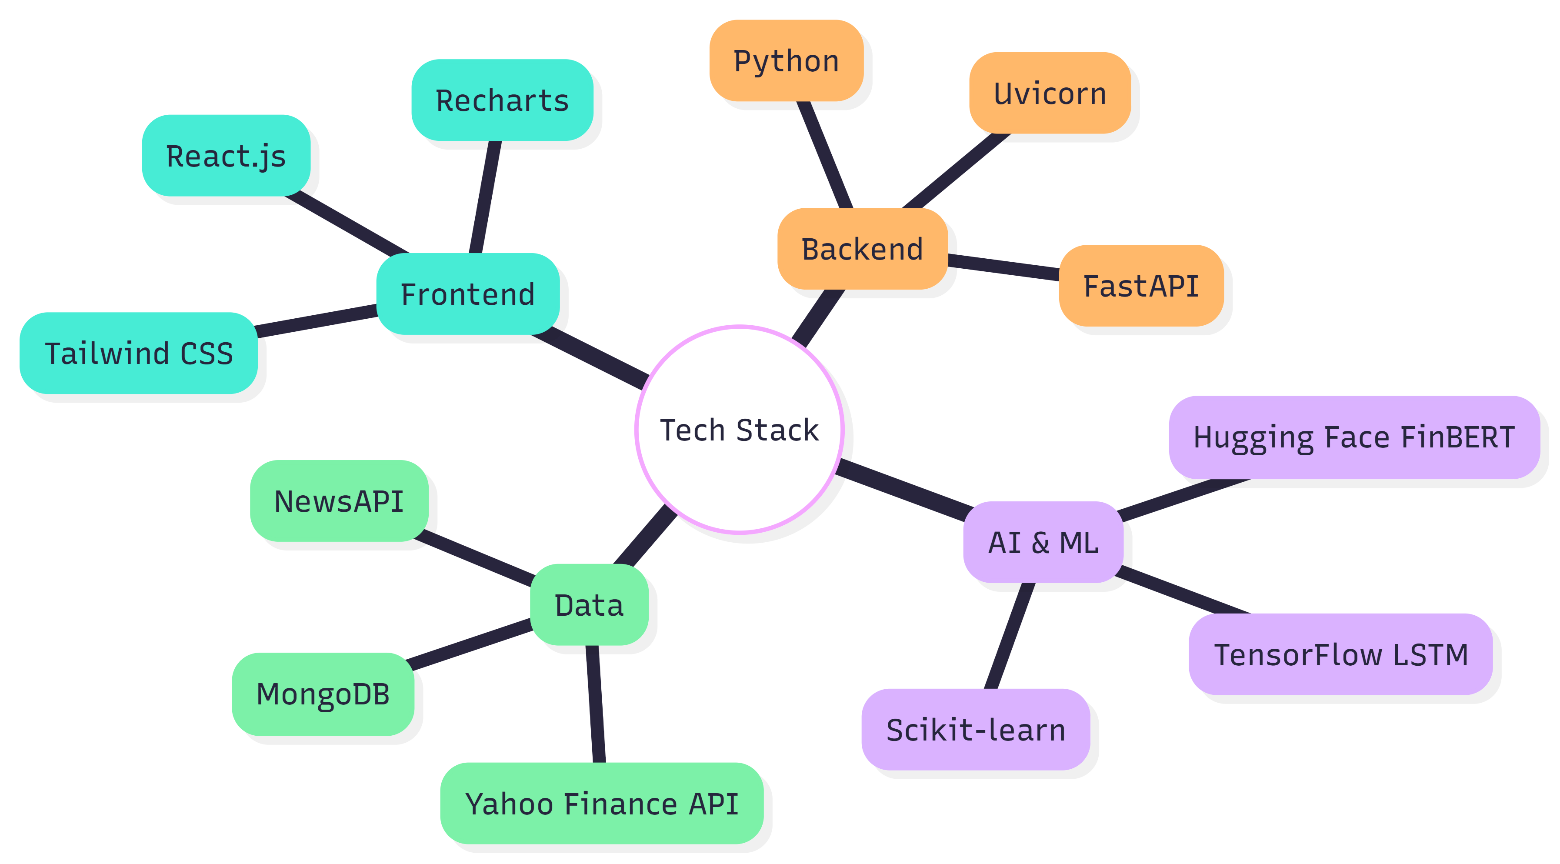 Python
Uvicorn
Recharts
React.js
Backend
FastAPI
Frontend
Tailwind CSS
Tech Stack
Hugging Face FinBERT
NewsAPI
AI & ML
Data
TensorFlow LSTM
MongoDB
Scikit-learn
Yahoo Finance API